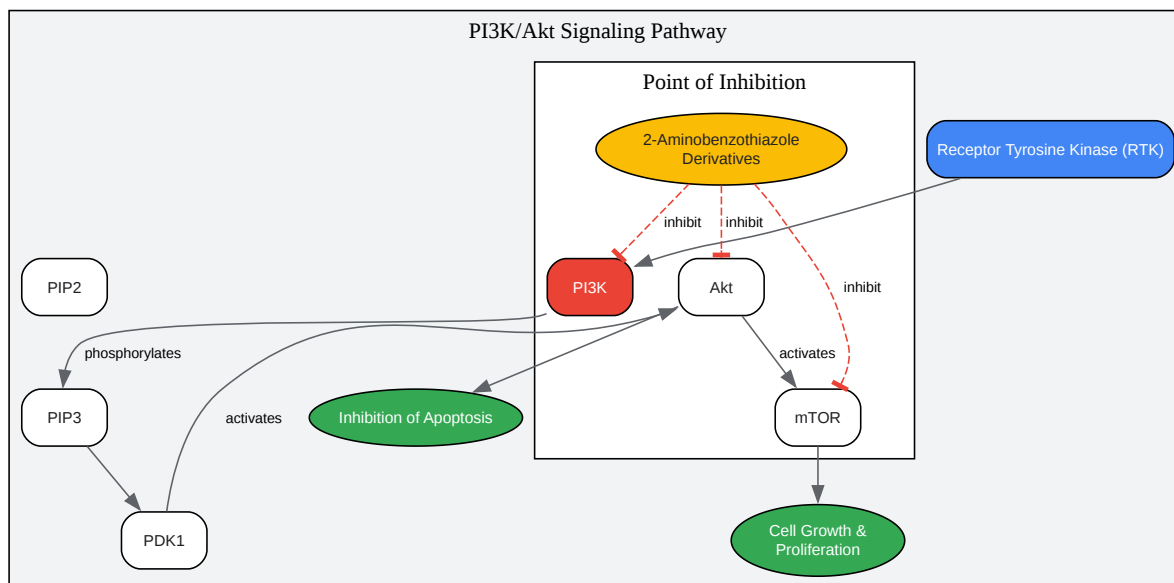 PI3K/Akt Signaling Pathway
Point of Inhibition
2-Aminobenzothiazole
Derivatives
Receptor Tyrosine Kinase (RTK)
inhibit
inhibit
inhibit
PIP2
PI3K
Akt
phosphorylates
activates
PIP3
activates
Inhibition of Apoptosis
mTOR
PDK1
Cell Growth &
Proliferation